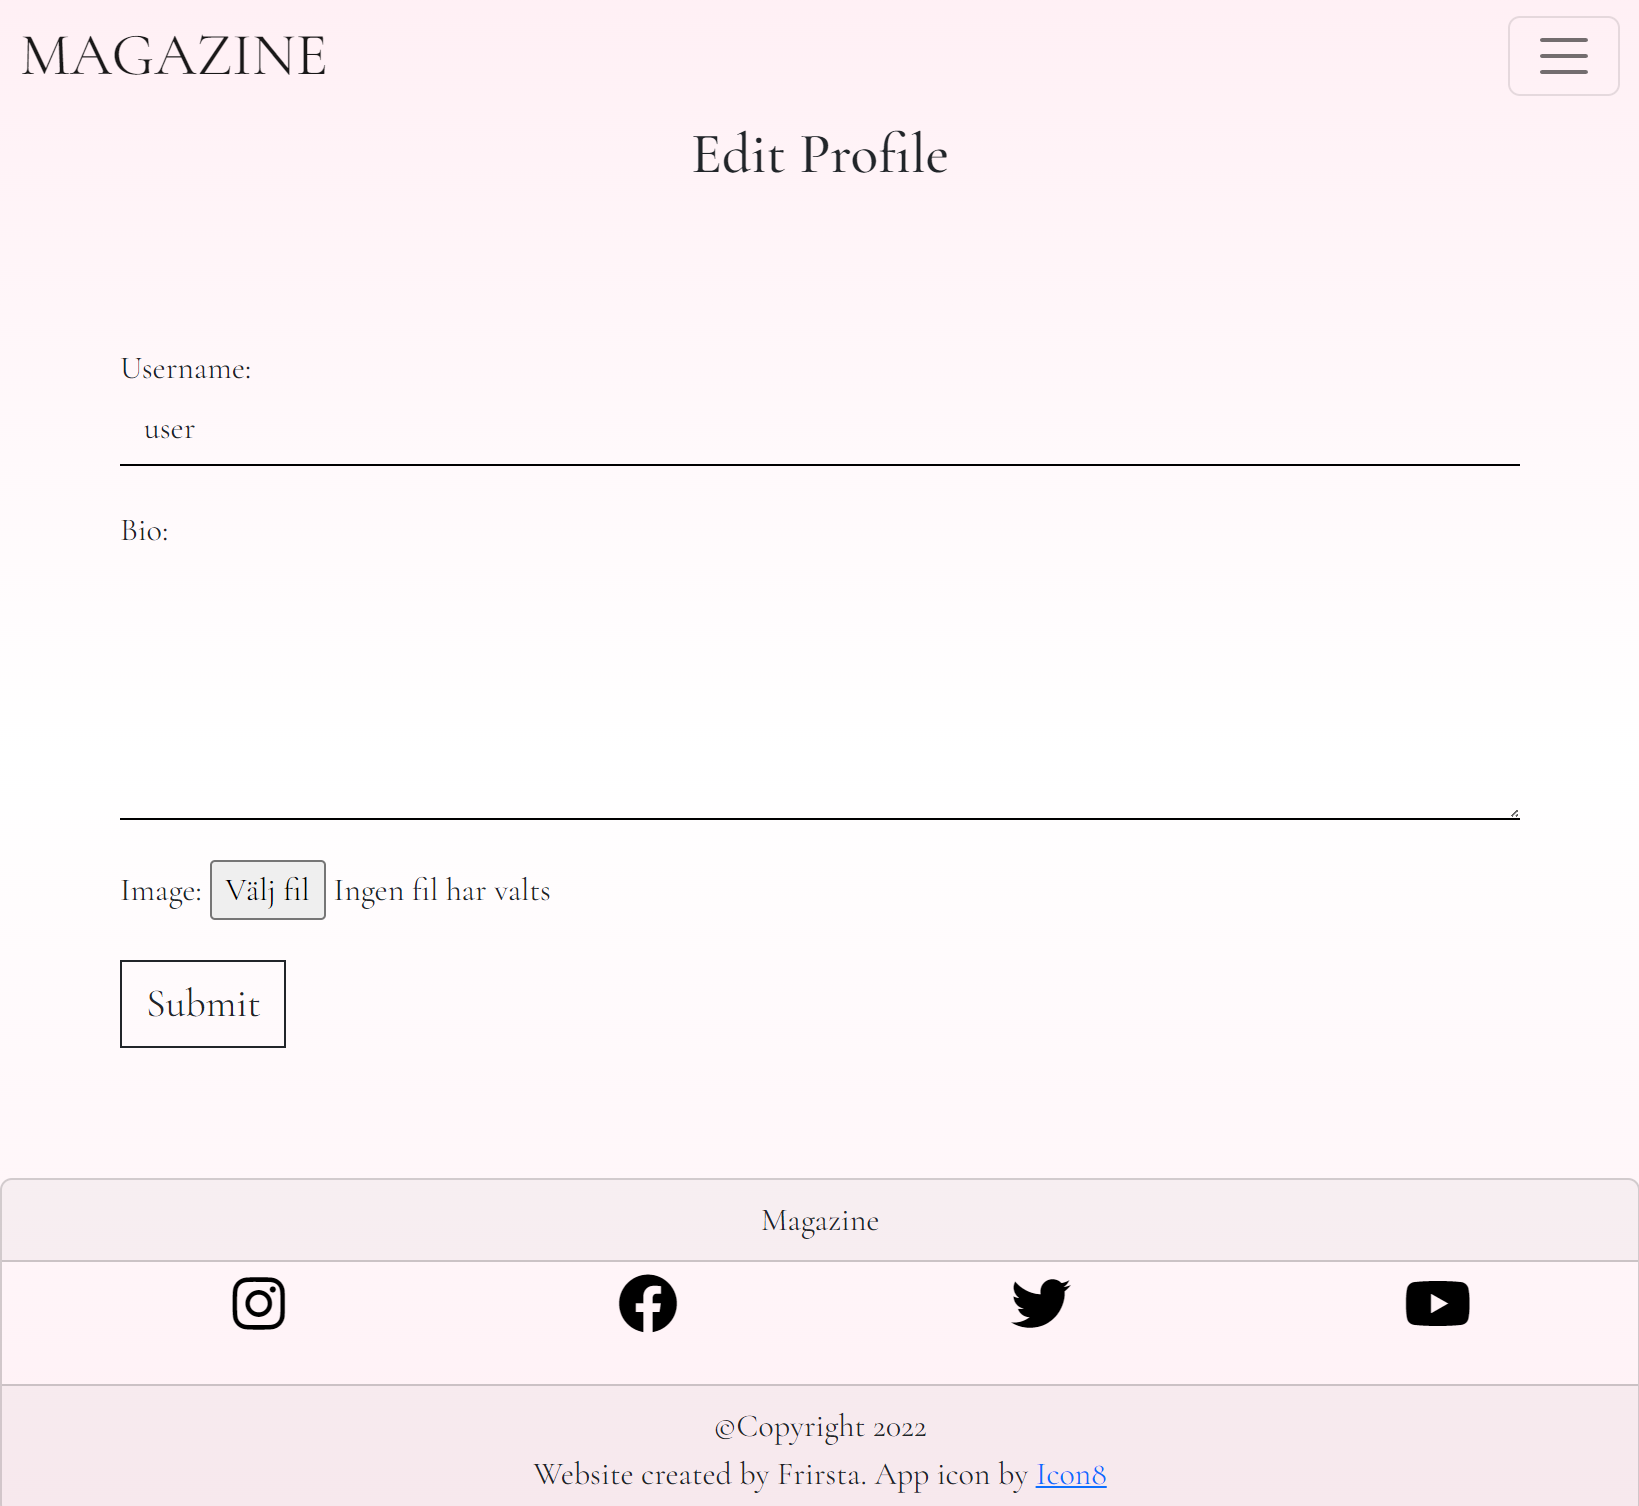 MAGAZINE
Edit Profile
Username:
user
Bio:
Image: Välj fil Ingen fil har valts
Submit
Magazine
©Copyright 2022
Website created by Frirsta. App icon by Icon8